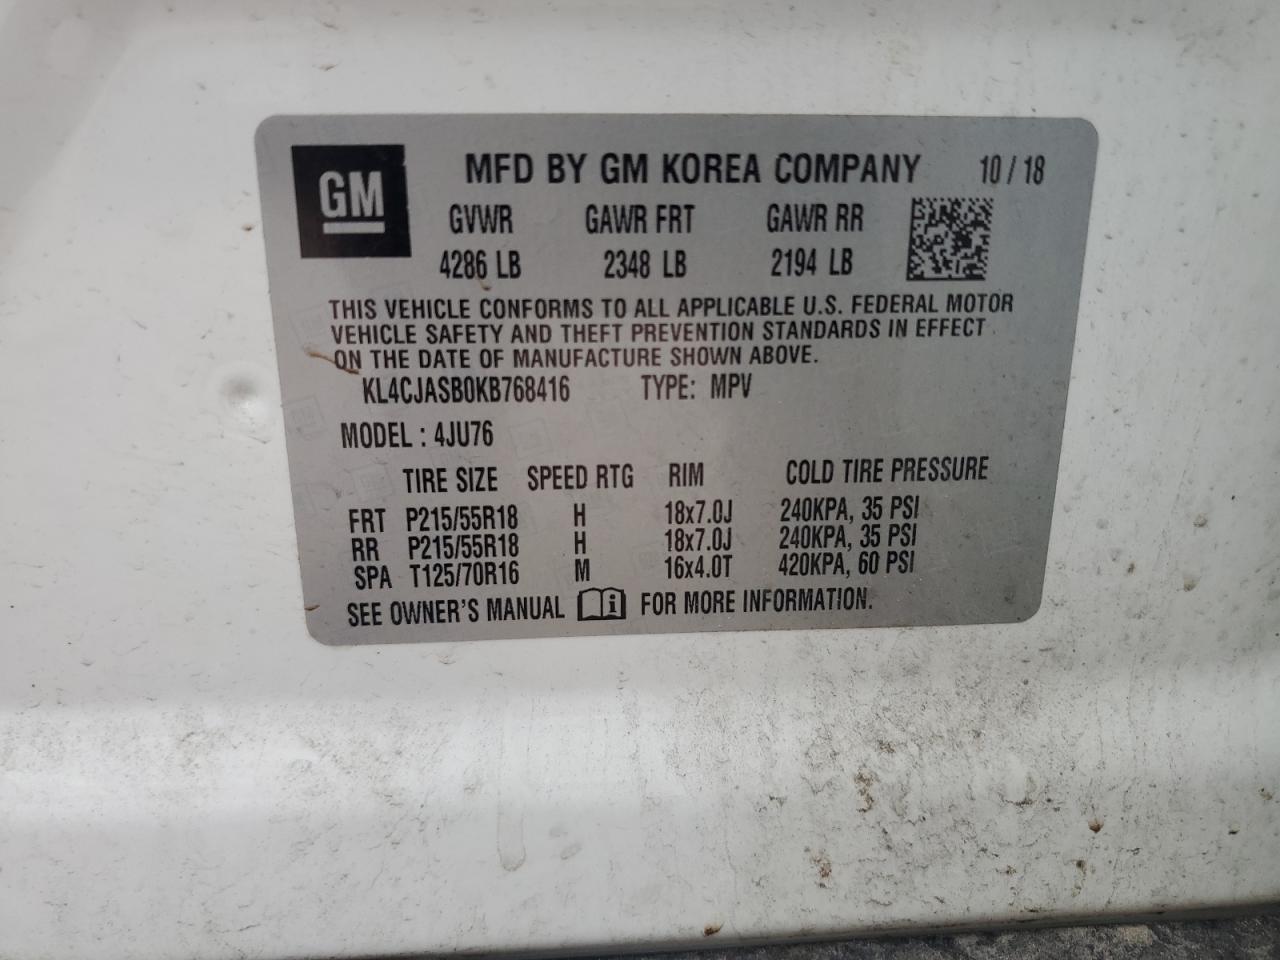 GM
MFD BY GM KOREA COMPANY 10 / 18
GVWR GAWR FRT GAWR RR
4286 LB 2348 LB 2194 LB
THIS VEHICLE CONFORMS TO ALL APPLICABLE U.S. FEDERAL MOTOR
VEHICLE SAFETY AND THEFT PREVENTION STANDARDS IN EFFECT
ON THE DATE OF MANUFACTURE SHOWN ABOVE.
KL4CJASB0KB768416 TYPE: MPV
MODEL : 4JU76
TIRE SIZE SPEED RTG RIM COLD TIRE PRESSURE
FRT P215/55R18 H 18x7.0J 240KPA, 35 PSI
RR P215/55R18 H 18x7.0J 240KPA, 35 PSI
SPA T125/70R16 M 16x4.0T 420KPA, 60 PSI
SEE OWNER'S MANUAL i FOR MORE INFORMATION.